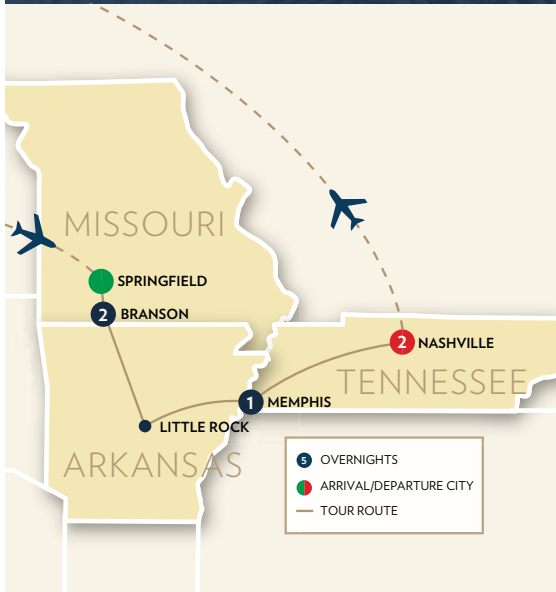 MISSOURI
SPRINGFIELD
2 BRANSON
2 NASHVILLE
TENNESSEE
1 MEMPHIS
LITTLE ROCK
ARKANSAS
5 OVERNIGHTS
ARRIVAL/DEPARTURE CITY
TOUR ROUTE